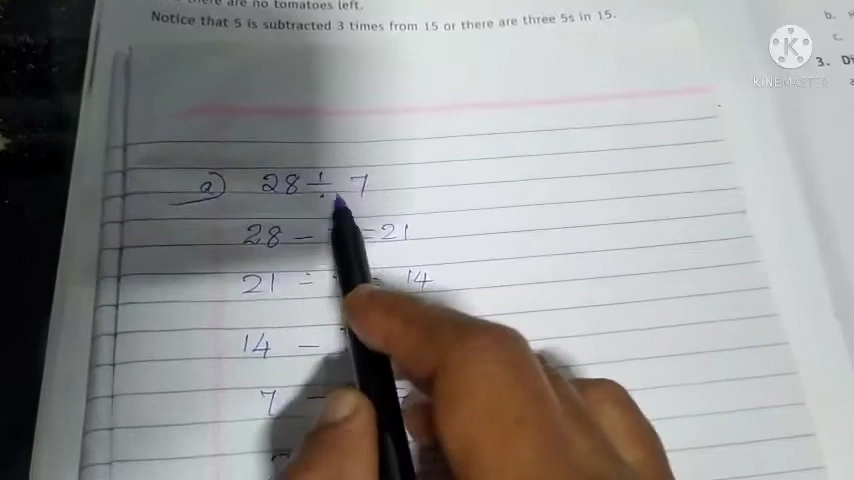 there are no tomatoes left.
Notice that 5 is subtracted 3 times from 15 or there are three 5s in 15.
b.
c.
3. Di
KINEMASTER
a) 28 ÷ 7
28 - = 21
21 - = 14
14 -
7 -